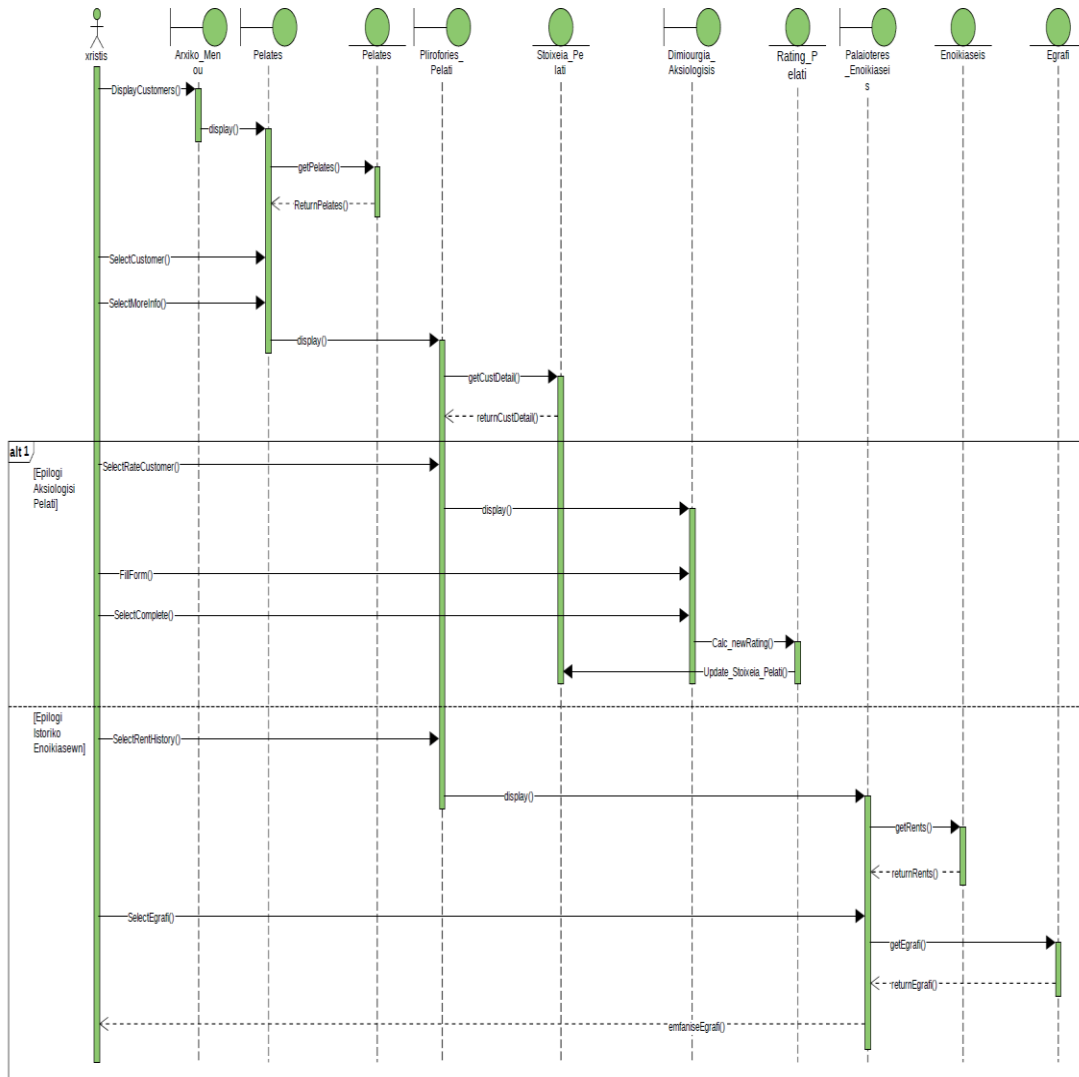 xristis
Arxiko_Men
ou
Pelates
Pelates
Plirofories_
Pelati
Stoixeia_Pe
lati
Dimiourgia_
Aksiologisis
Rating_P
elati
Palaioteres
_Enoikiasei
s
Enoikiaseis
Egrafi
DisplayCustomers()
display()
getPelates()
ReturnPelates()
SelectCustomer()
SelectMoreInfo()
display()
getCustDetail()
returnCustDetail()
alt 1
[Epilogi
Aksiologisi
Pelati]
SelectRateCustomer()
display()
FillForm()
SelectComplete()
Calc_newRating()
Update_Stoixeia_Pelati()
[Epilogi
Istoriko
Enoikiasewn]
SelectRentHistory()
display()
getRents()
returnRents()
SelectEgrafi()
getEgrafi()
returnEgrafi()
emfaniseEgrafi()